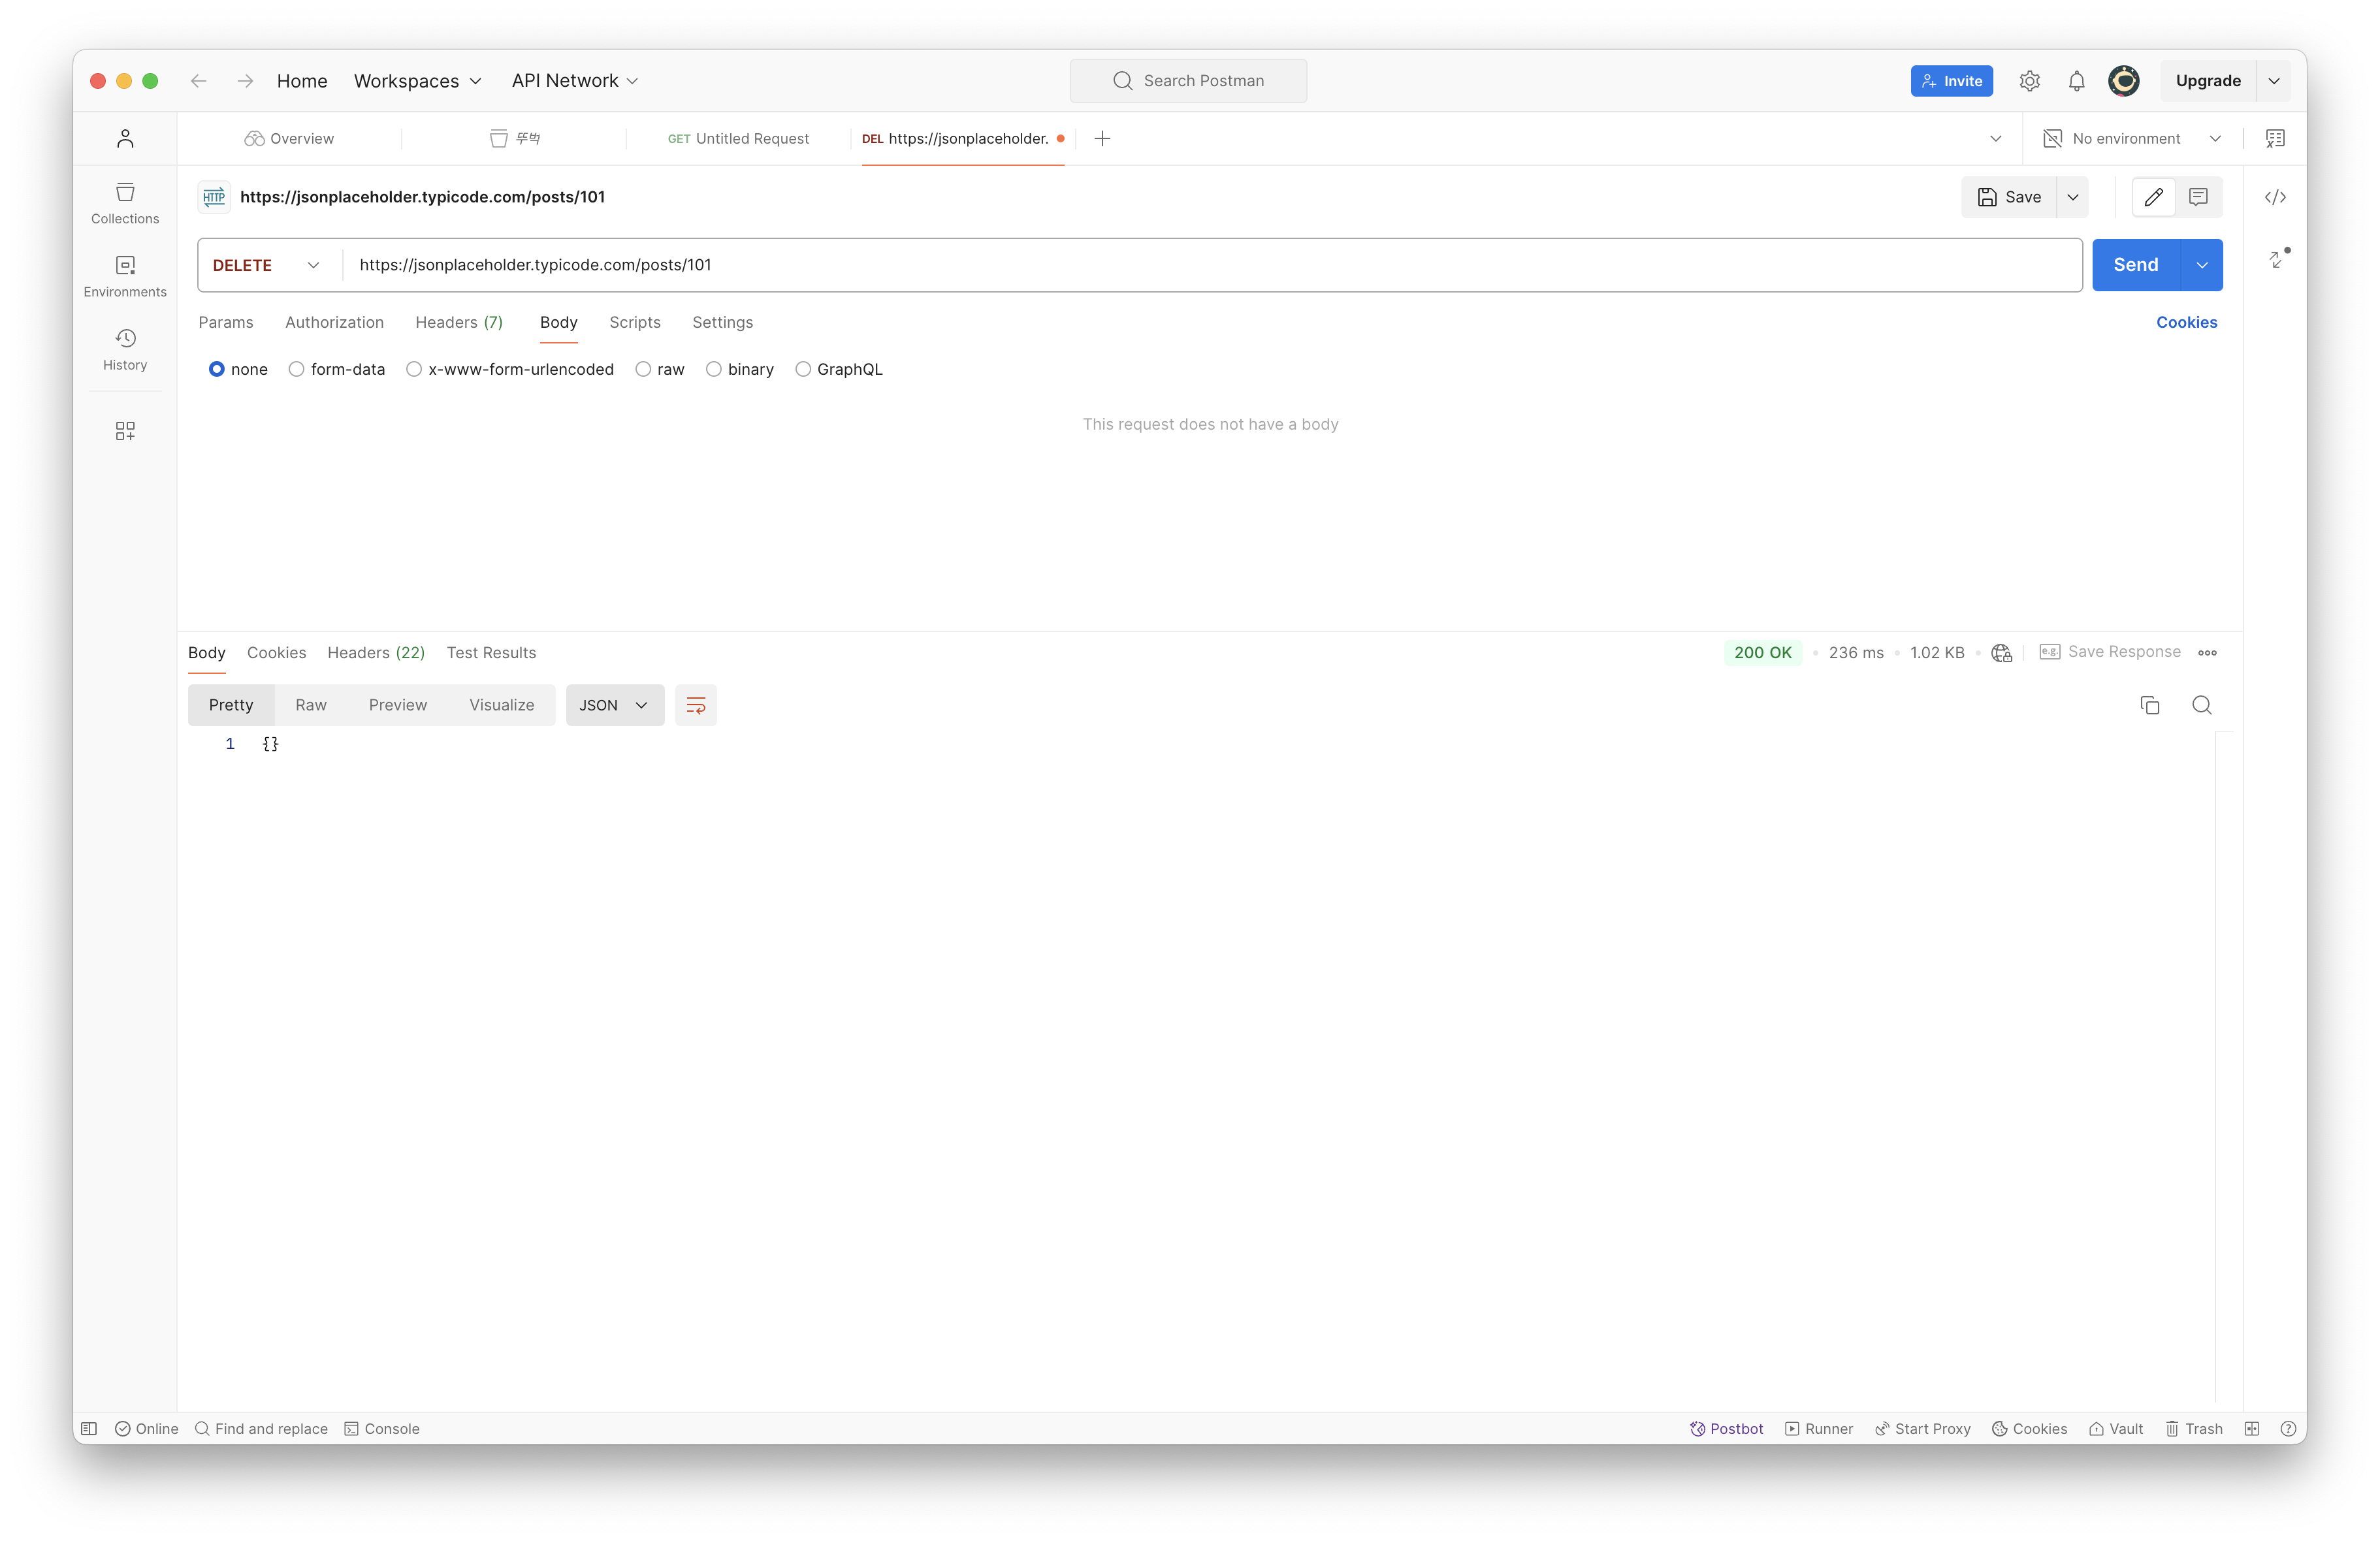 Home Workspaces API Network Search Postman Invite Upgrade
Overview 뚜벅 GET Untitled Request DEL https://jsonplaceholder. No environment
HTTP https://jsonplaceholder.typicode.com/posts/101 Save
Collections
DELETE https://jsonplaceholder.typicode.com/posts/101 Send
Environments
Params Authorization Headers (7) Body Scripts Settings Cookies
History
none form-data x-www-form-urlencoded raw binary GraphQL
This request does not have a body
Body Cookies Headers (22) Test Results 200 OK 236 ms 1.02 KB e.g. Save Response
Pretty Raw Preview Visualize JSON
1 {}
Online Find and replace Console Postbot Runner Start Proxy Cookies Vault Trash